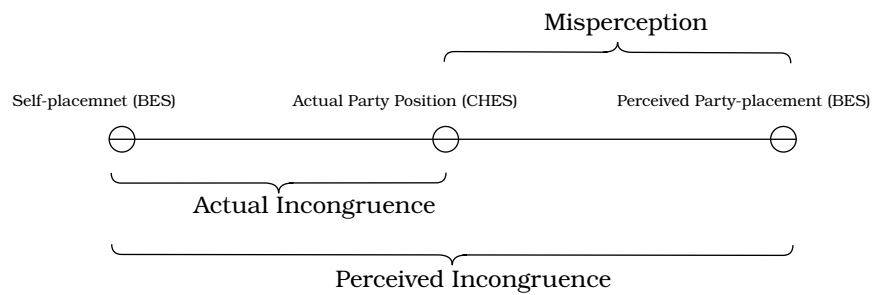 Misperception
Self-placemnet (BES)
Actual Party Position (CHES)
Perceived Party-placement (BES)
Actual Incongruence
Perceived Incongruence